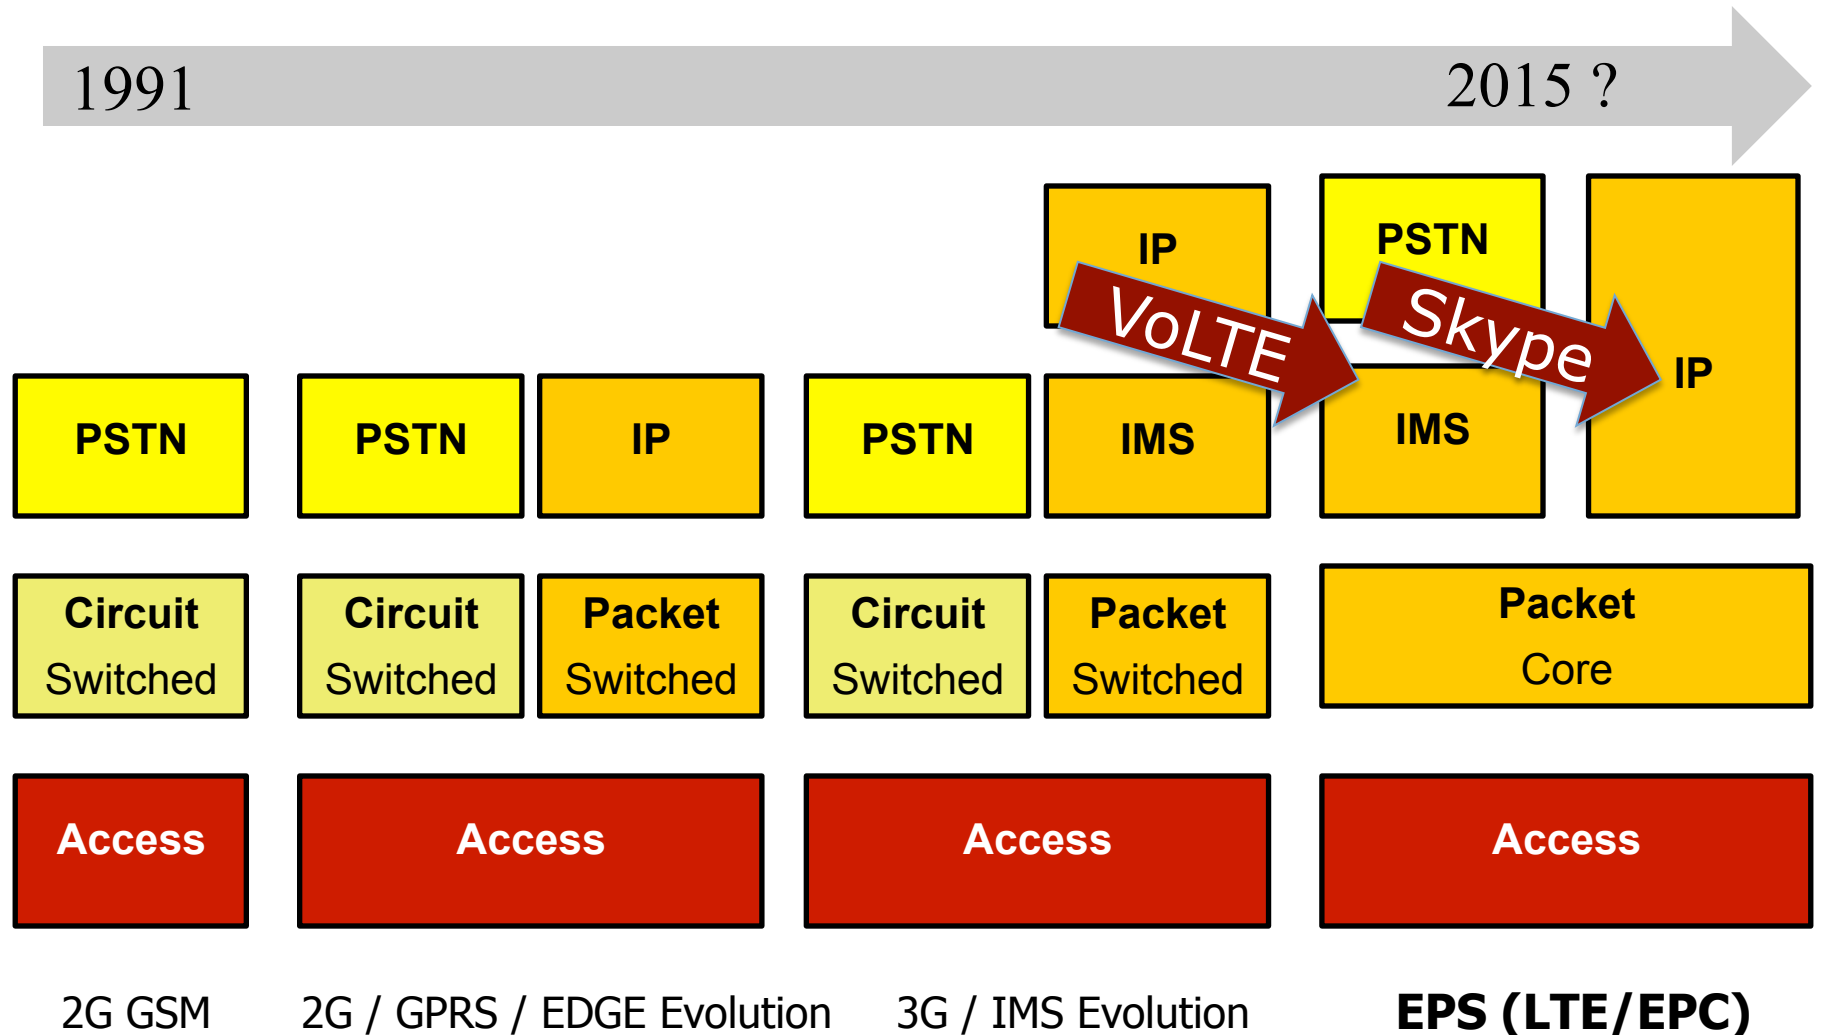 1991
2015 ?
IP
PSTN
VoLTE
Skype
IP
PSTN
PSTN
IP
PSTN
IMS
IMS
Circuit
Switched
Circuit
Switched
Packet
Switched
Circuit
Switched
Packet
Switched
Packet
Core
Access
Access
Access
Access
2G GSM
2G / GPRS / EDGE Evolution
3G / IMS Evolution
EPS (LTE/EPC)